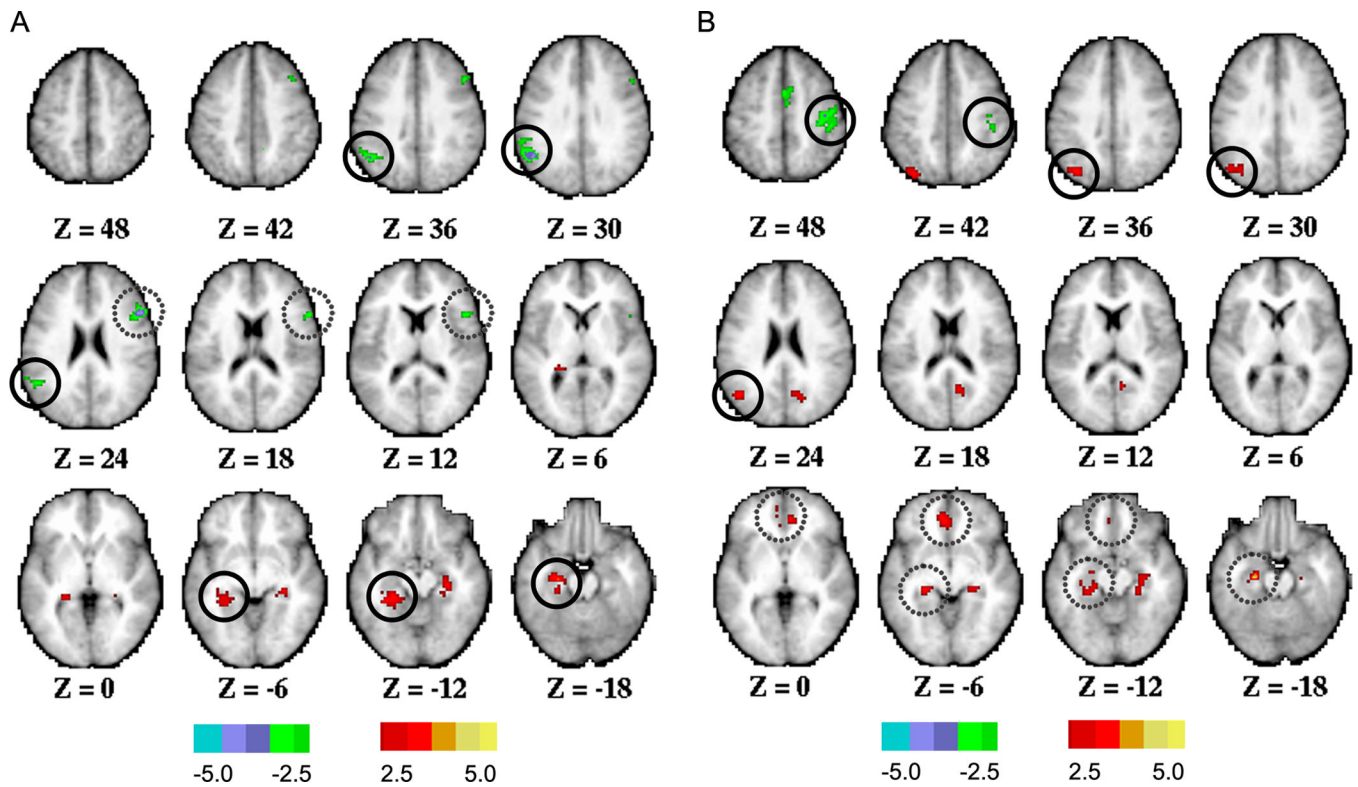 A B
Z = 48 Z = 42 Z = 36 Z = 30 Z = 48 Z = 42 Z = 36 Z = 30
Z = 24 Z = 18 Z = 12 Z = 6 Z = 24 Z = 18 Z = 12 Z = 6
Z = 0 Z = -6 Z = -12 Z = -18 Z = 0 Z = -6 Z = -12 Z = -18
-5.0 -2.5 2.5 5.0 -5.0 -2.5 2.5 5.0